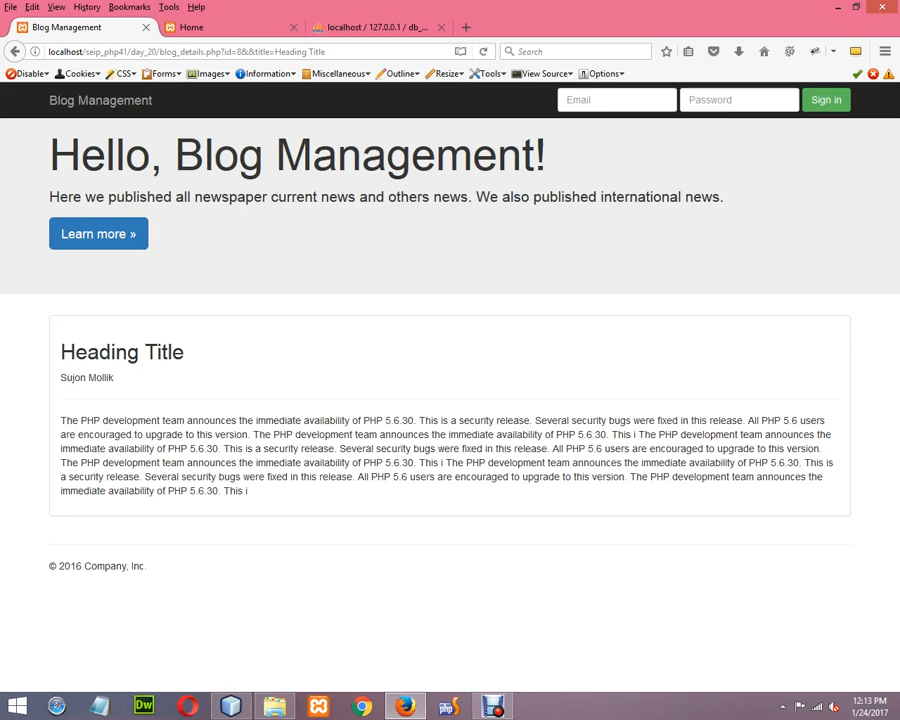 File Edit View History Bookmarks Tools Help
Blog Management Home localhost / 127.0.0.1 / db_...
localhost/seip_php41/day_20/blog_details.php?id=8&&title=Heading Title Search
Disable Cookies CSS Forms Images Information Miscellaneous Outline Resize Tools View Source Options
Blog Management Email Password Sign in
Hello, Blog Management!
Here we published all newspaper current news and others news. We also published international news.
Learn more »
Heading Title
Sujon Mollik
The PHP development team announces the immediate availability of PHP 5.6.30. This is a security release. Several security bugs were fixed in this release. All PHP 5.6 users
are encouraged to upgrade to this version. The PHP development team announces the immediate availability of PHP 5.6.30. This i The PHP development team announces the
immediate availability of PHP 5.6.30. This is a security release. Several security bugs were fixed in this release. All PHP 5.6 users are encouraged to upgrade to this version.
The PHP development team announces the immediate availability of PHP 5.6.30. This i The PHP development team announces the immediate availability of PHP 5.6.30. This is
a security release. Several security bugs were fixed in this release. All PHP 5.6 users are encouraged to upgrade to this version. The PHP development team announces the
immediate availability of PHP 5.6.30. This i
© 2016 Company, Inc.
Dw php 12:13 PM
1/24/2017